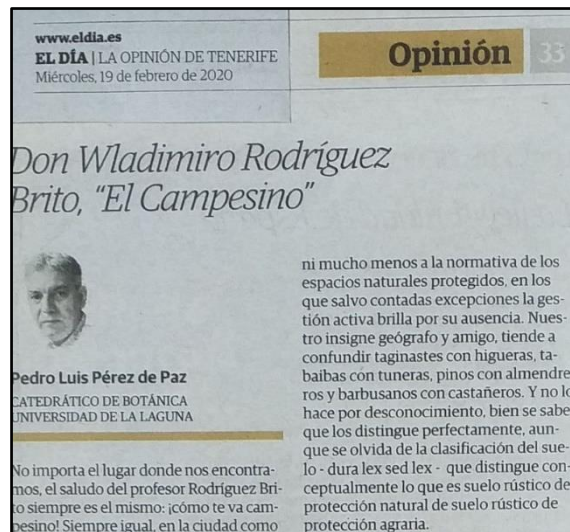 www.eldia.es
EL DÍA | LA OPINIÓN DE TENERIFE
Miércoles, 19 de febrero de 2020
Opinión 33
Don Wladimiro Rodríguez
Brito, “El Campesino”
Pedro Luis Pérez de Paz
CATEDRÁTICO DE BOTÁNICA
UNIVERSIDAD DE LA LAGUNA
No importa el lugar donde nos encontra-
mos, el saludo del profesor Rodríguez Bri-
to siempre es el mismo: ¡cómo te va cam-
pesino! Siempre igual, en la ciudad como
ni mucho menos a la normativa de los
espacios naturales protegidos, en los
que salvo contadas excepciones la ges-
tión activa brilla por su ausencia. Nues-
tro insigne geógrafo y amigo, tiende a
confundir taginastes con higueras, ta-
baibas con tuneras, pinos con almendre
ros y barbusanos con castañeros. Y no lo
hace por desconocimiento, bien se sabe
que los distingue perfectamente, aun-
que se olvida de la clasificación del sue-
lo - dura lex sed lex - que distingue con-
ceptualmente lo que es suelo rústico de
protección natural de suelo rústico de
protección agraria.